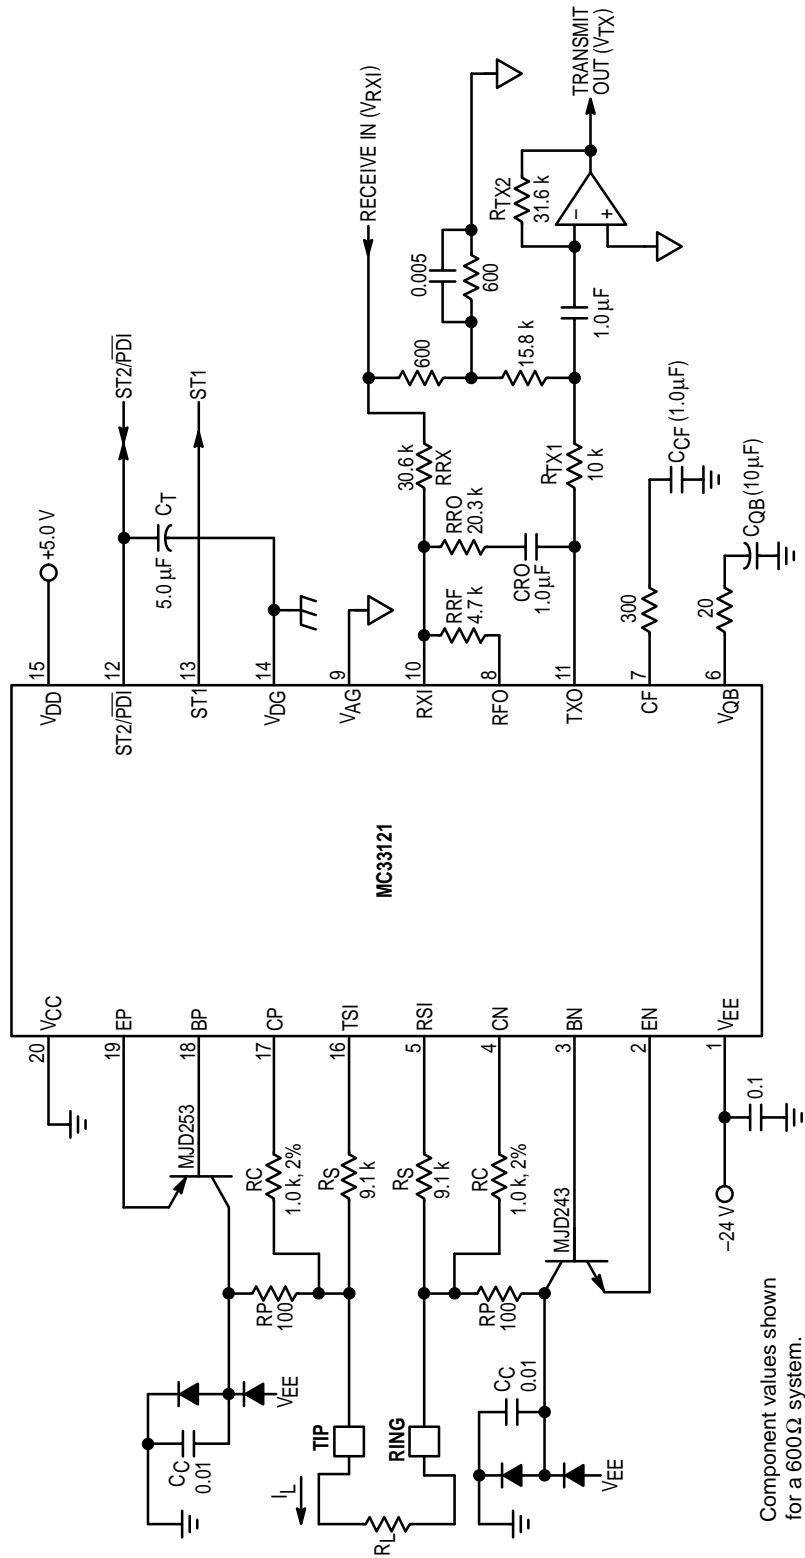 20
VCC
EP
19
BP
18
CP
17
TSI
16
RSI
5
CN
4
BN
3
EN
2
VEE
1
MC33121
VDD
15
ST2/PDI
12
ST1
13
VDG
14
VAG
9
RXI
10
RFO
8
TXO
11
CF
7
VQB
6
MJD253
RC
1.0 k, 2%
RS
9.1 k
RS
9.1 k
RC
1.0 k, 2%
MJD243
RP
100
RP
100
CC
0.01
VEE
TIP
RING
IL
RL
CC
0.01
VEE
–24 V
0.1
+5.0 V
ST2/PDI
CT
5.0 µF
ST1
RECEIVE IN (VRXI)
30.6 k
RRX
RRO
20.3 k
RRF
4.7 k
CRO
1.0 µF
600
0.005
600
15.8 k
RTX1
10 k
1.0 µF
RTX2
31.6 k
–
+
TRANSMIT
OUT (VTX)
300
CCF (1.0µF)
20
CQB (10µF)
Component values shown
for a 600Ω system.